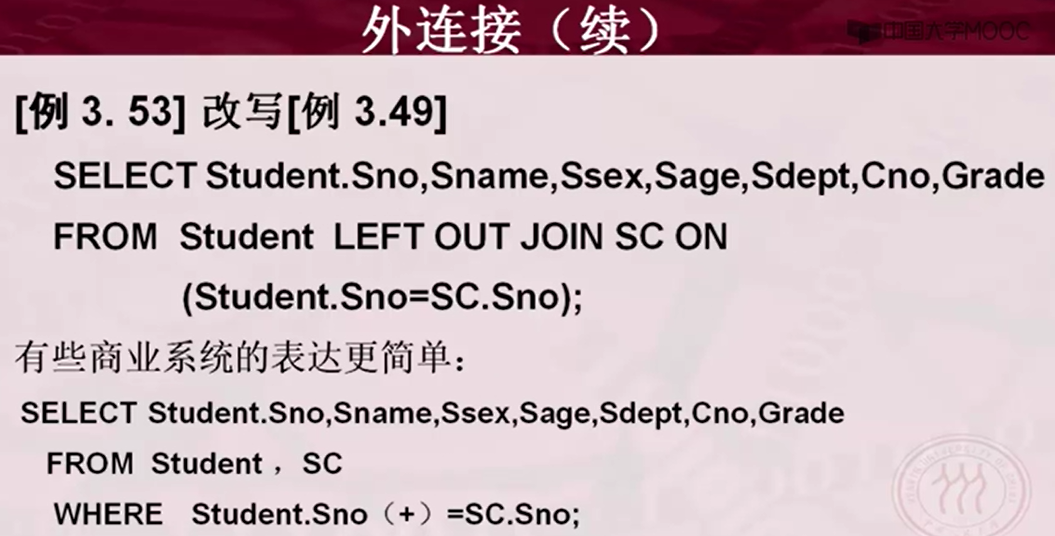 外连接（续）
中国大学MOOC
[例 3. 53] 改写[例 3.49]
SELECT Student.Sno,Sname,Ssex,Sage,Sdept,Cno,Grade
FROM Student LEFT OUT JOIN SC ON
(Student.Sno=SC.Sno);
有些商业系统的表达更简单：
SELECT Student.Sno,Sname,Ssex,Sage,Sdept,Cno,Grade
FROM Student ，SC
WHERE Student.Sno（+）=SC.Sno;